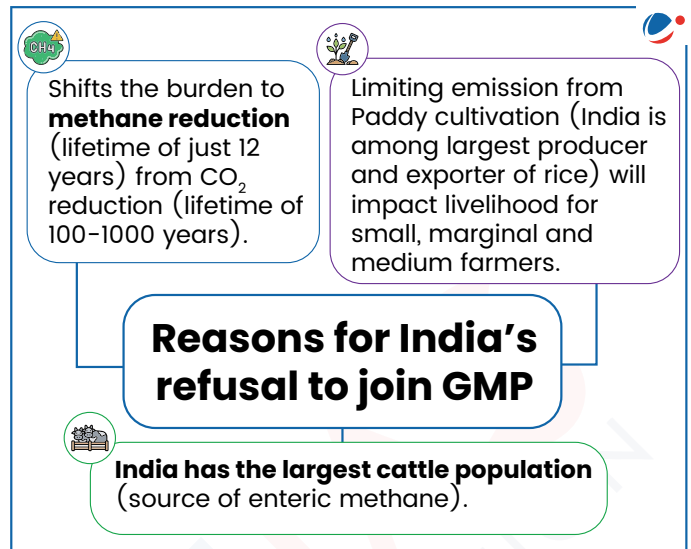 CH4
Shifts the burden to
methane reduction
(lifetime of just 12
years) from CO₂
reduction (lifetime of
100-1000 years).
Limiting emission from
Paddy cultivation (India is
among largest producer
and exporter of rice) will
impact livelihood for
small, marginal and
medium farmers.
Reasons for India’s
refusal to join GMP
India has the largest cattle population
(source of enteric methane).